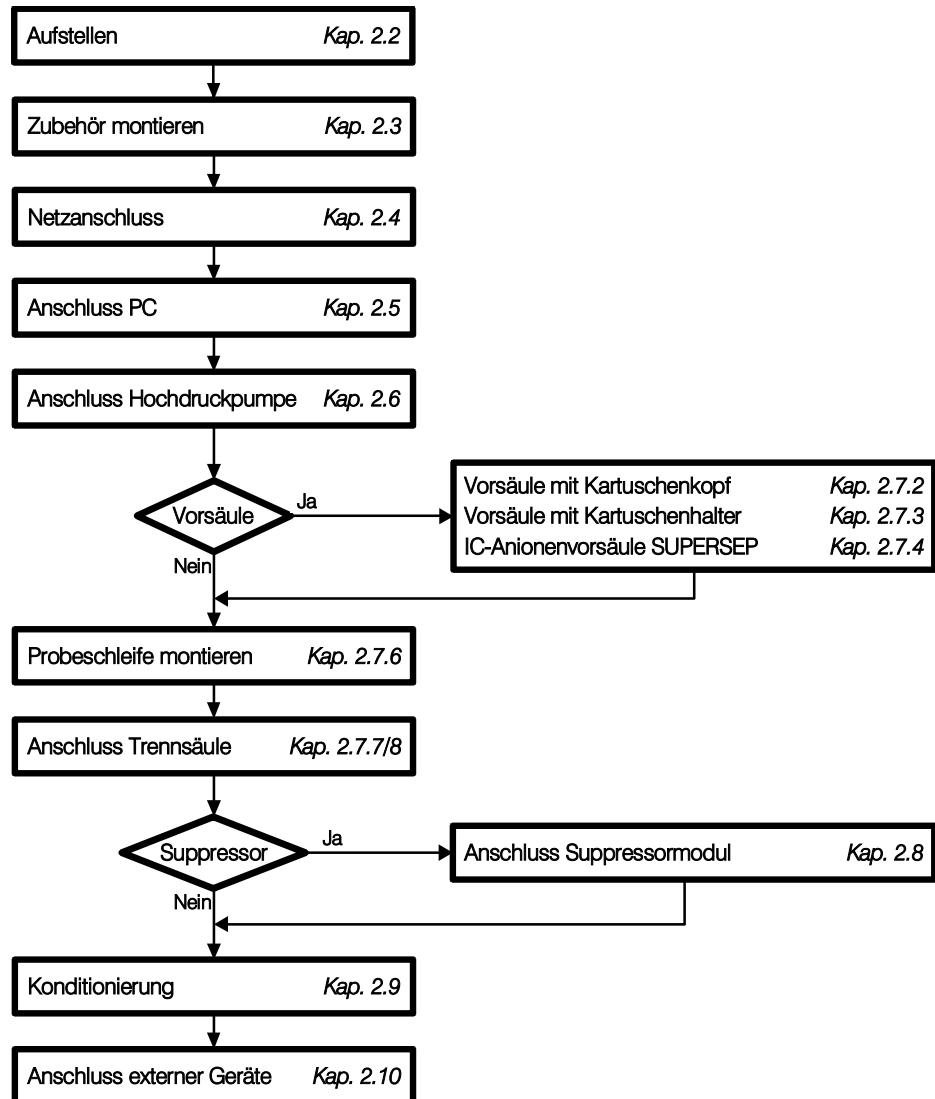 Aufstellen Kap. 2.2
Zubehör montieren Kap. 2.3
Netzanschluss Kap. 2.4
Anschluss PC Kap. 2.5
Anschluss Hochdruckpumpe Kap. 2.6
Vorsäule
Ja
Nein
Vorsäule mit Kartuschenkopf Kap. 2.7.2
Vorsäule mit Kartuschenhalter Kap. 2.7.3
IC-Anionenvorsäule SUPERSEP Kap. 2.7.4
Probeschleife montieren Kap. 2.7.6
Anschluss Trennsäule Kap. 2.7.7/8
Suppressor
Ja
Nein
Anschluss Suppressormodul Kap. 2.8
Konditionierung Kap. 2.9
Anschluss externer Geräte Kap. 2.10